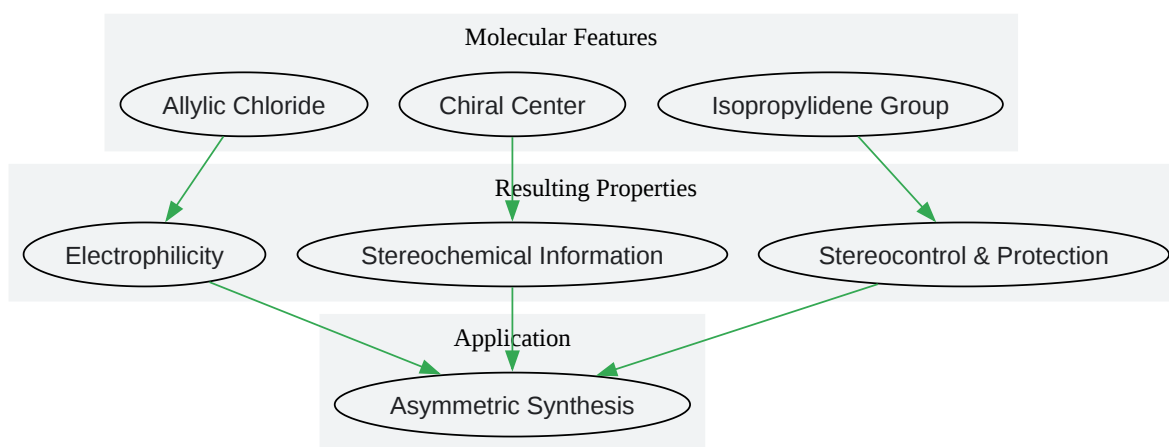 Molecular Features
Allylic Chloride
Chiral Center
Isopropylidene Group
Resulting Properties
Electrophilicity
Stereochemical Information
Stereocontrol & Protection
Application
Asymmetric Synthesis